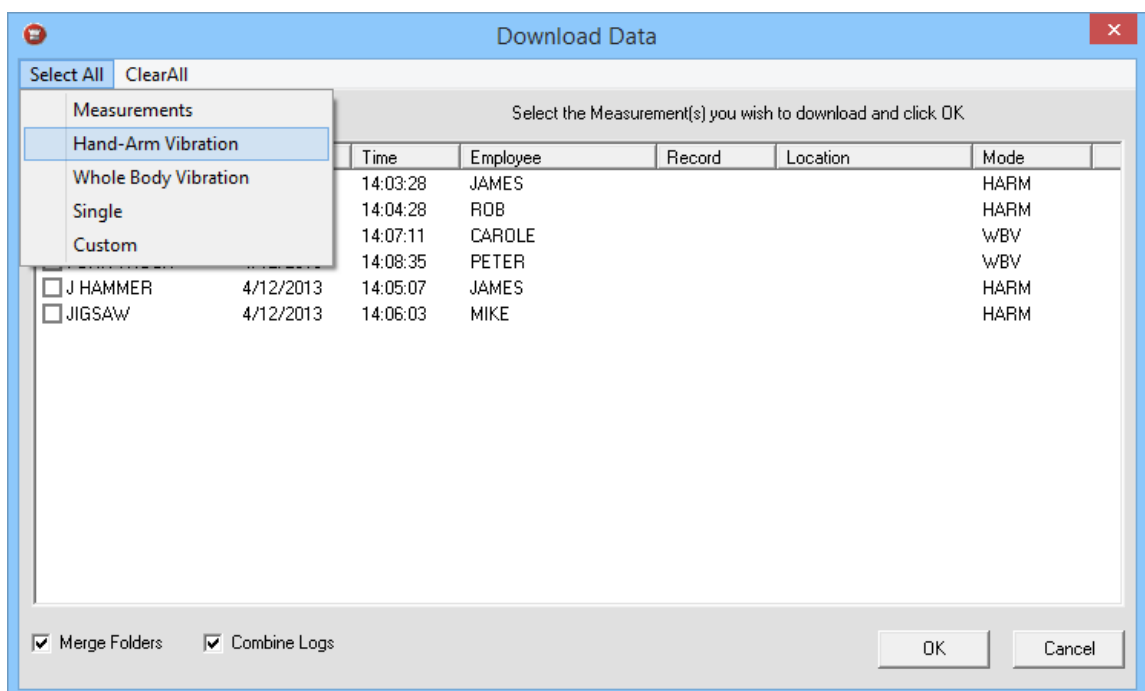 Download Data
Select All ClearAll
Measurements
Select the Measurement(s) you wish to download and click OK
Hand-Arm Vibration
Time Employee Record Location Mode
Whole Body Vibration
14:03:28 JAMES HARM
Single
14:04:28 ROB HARM
Custom
14:07:11 CAROLE WBV
14:08:35 PETER WBV
J HAMMER 4/12/2013 14:05:07 JAMES HARM
JIGSAW 4/12/2013 14:06:03 MIKE HARM
Merge Folders Combine Logs OK Cancel